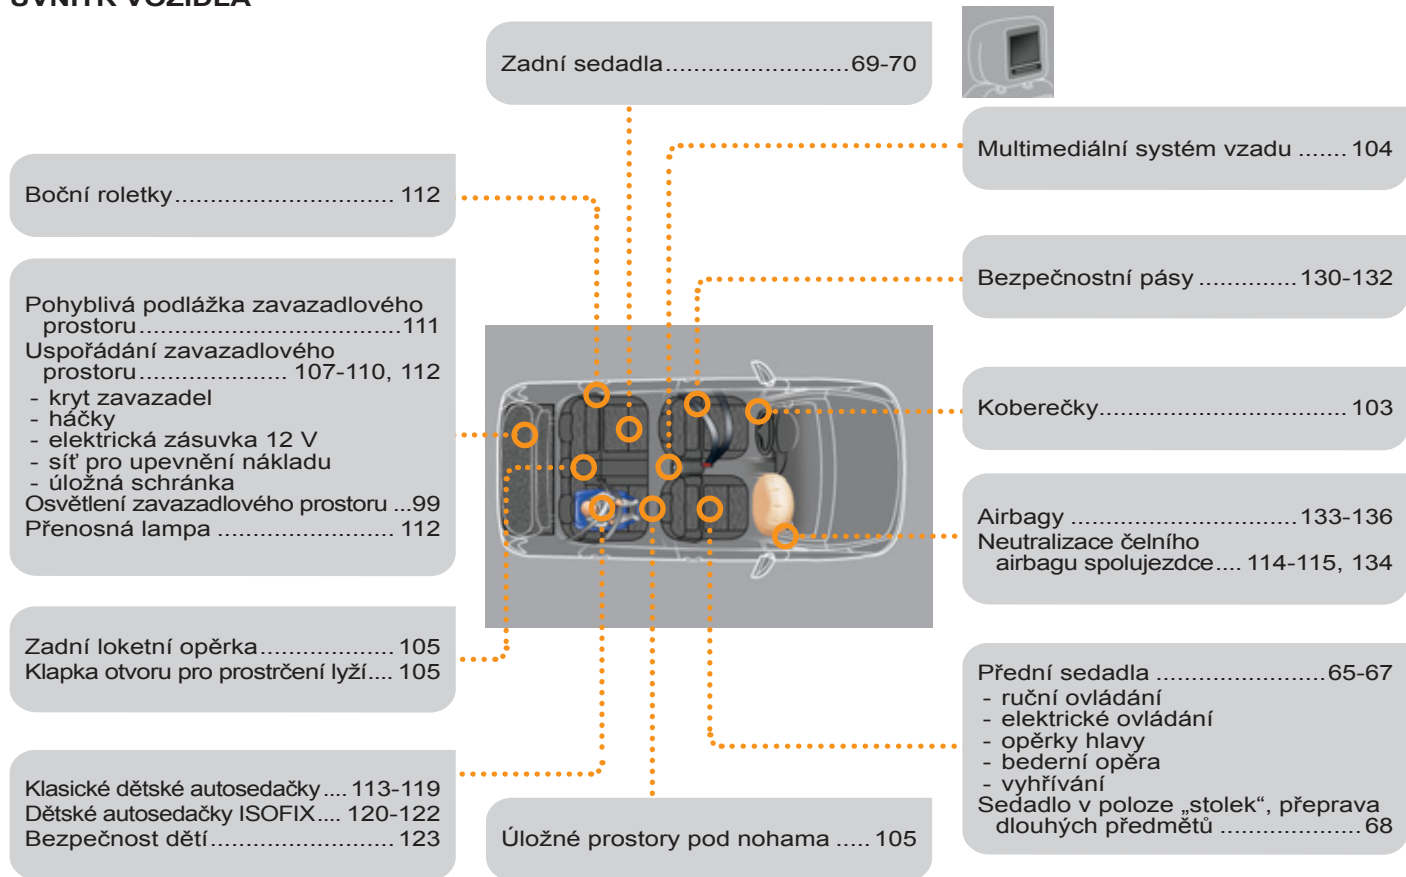 UVNITŘ VOZIDLA
Zadní sedadla..........................69-70
Multimediální systém vzadu ....... 104
Boční roletky............................... 112
Bezpečnostní pásy ..............130-132
Pohyblivá podlážka zavazadlového
prostoru.....................................111
Uspořádání zavazadlového
prostoru..................... 107-110, 112
- kryt zavazadel
- háčky
- elektrická zásuvka 12 V
- síť pro upevnění nákladu
- úložná schránka
Osvětlení zavazadlového prostoru ...99
Přenosná lampa ......................... 112
Koberečky................................... 103
Airbagy ................................133-136
Neutralizace čelního
airbagu spolujezdce.... 114-115, 134
Zadní loketní opěrka................... 105
Klapka otvoru pro prostrčení lyží.... 105
Přední sedadla ........................65-67
- ruční ovládání
- elektrické ovládání
- opěrky hlavy
- bederní opěra
- vyhřívání
Sedadlo v poloze „stolek“, přeprava
dlouhých předmětů ....................68
Klasické dětské autosedačky.... 113-119
Dětské autosedačky ISOFIX.... 120-122
Bezpečnost dětí.......................... 123
Úložné prostory pod nohama ..... 105